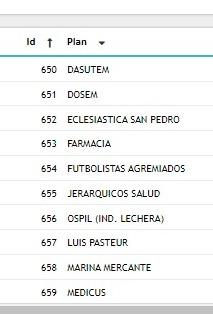 Id ↑ Plan
650 DASUTEM
651 DOSEM
652 ECLESIASTICA SAN PEDRO
653 FARMACIA
654 FUTBOLISTAS AGREMIADOS
655 JERARQUICOS SALUD
656 OSPIL (IND. LECHERA)
657 LUIS PASTEUR
658 MARINA MERCANTE
659 MEDICUS